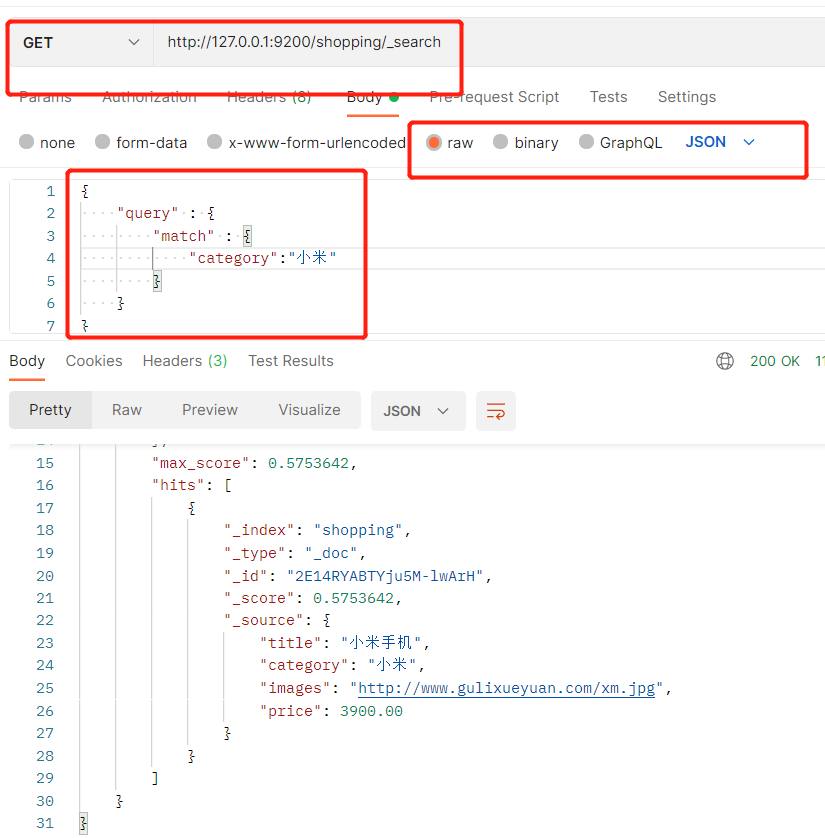 GET http://127.0.0.1:9200/shopping/_search
Params Authorization Headers (8) Body Pre-request Script Tests Settings
none form-data x-www-form-urlencoded raw binary GraphQL JSON
1 {
2 "query" : {
3 "match" : {
4 "category":"小米"
5 }
6 }
7 }
Body Cookies Headers (3) Test Results 200 OK 11
Pretty Raw Preview Visualize JSON
15 "max_score": 0.5753642,
16 "hits": [
17 {
18 "_index": "shopping",
19 "_type": "_doc",
20 "_id": "2E14RYABTYju5M-lwArH",
21 "_score": 0.5753642,
22 "_source": {
23 "title": "小米手机",
24 "category": "小米",
25 "images": "http://www.gulixueyuan.com/xm.jpg",
26 "price": 3900.00
27 }
28 }
29 ]
30 }
31 }